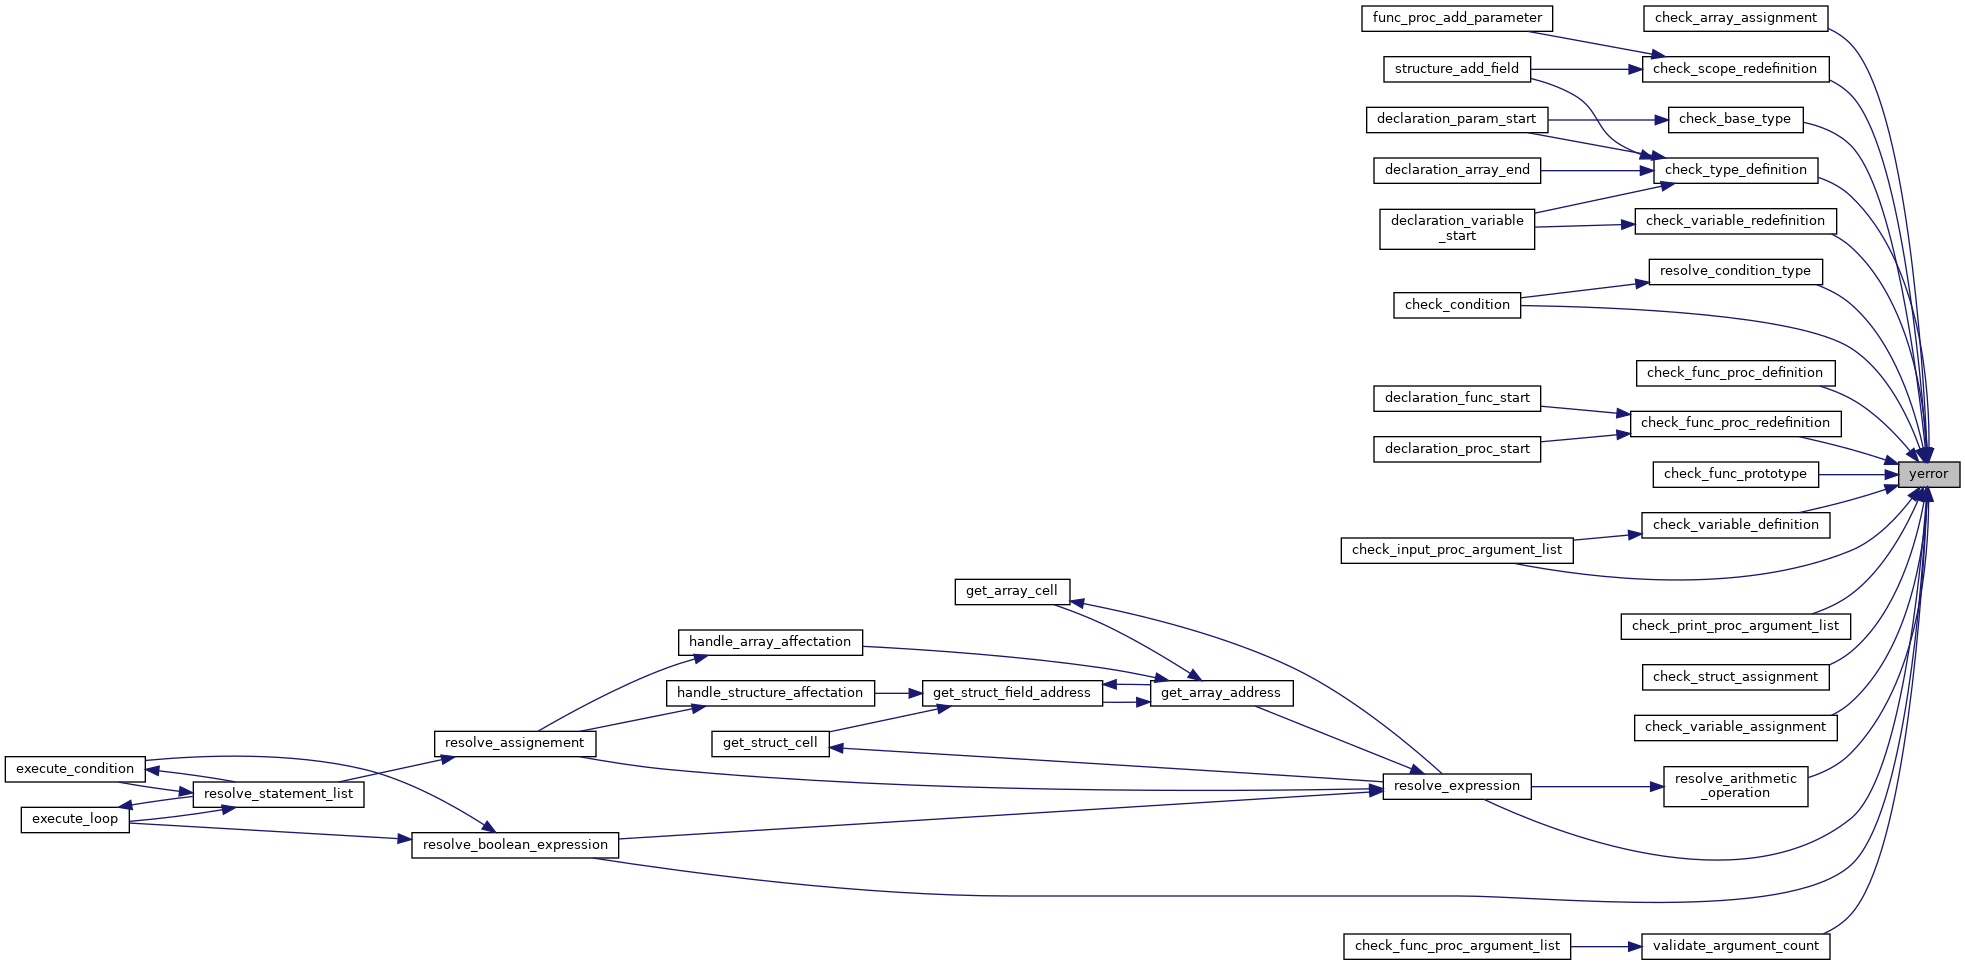 func_proc_add_parameter
check_array_assignment
structure_add_field
check_scope_redefinition
declaration_param_start
check_base_type
declaration_array_end
check_type_definition
declaration_variable
_start
check_variable_redefinition
resolve_condition_type
check_condition
check_func_proc_definition
declaration_func_start
check_func_proc_redefinition
declaration_proc_start
check_func_prototype
yerror
check_variable_definition
check_input_proc_argument_list
get_array_cell
check_print_proc_argument_list
handle_array_affectation
check_struct_assignment
handle_structure_affectation
get_struct_field_address
get_array_address
check_variable_assignment
resolve_assignement
get_struct_cell
execute_condition
resolve_statement_list
resolve_expression
resolve_arithmetic
_operation
execute_loop
resolve_boolean_expression
check_func_proc_argument_list
validate_argument_count